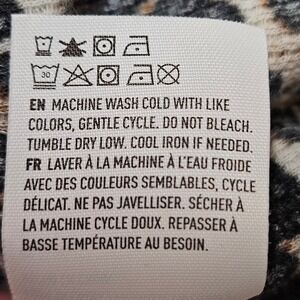 30
EN MACHINE WASH COLD WITH LIKE
COLORS, GENTLE CYCLE. DO NOT BLEACH.
TUMBLE DRY LOW. COOL IRON IF NEEDED.
FR LAVER À LA MACHINE À L'EAU FROIDE
AVEC DES COULEURS SEMBLABLES, CYCLE
DÉLICAT. NE PAS JAVELLISER. SÉCHER À
LA MACHINE CYCLE DOUX. REPASSER À
BASSE TEMPÉRATURE AU BESOIN.